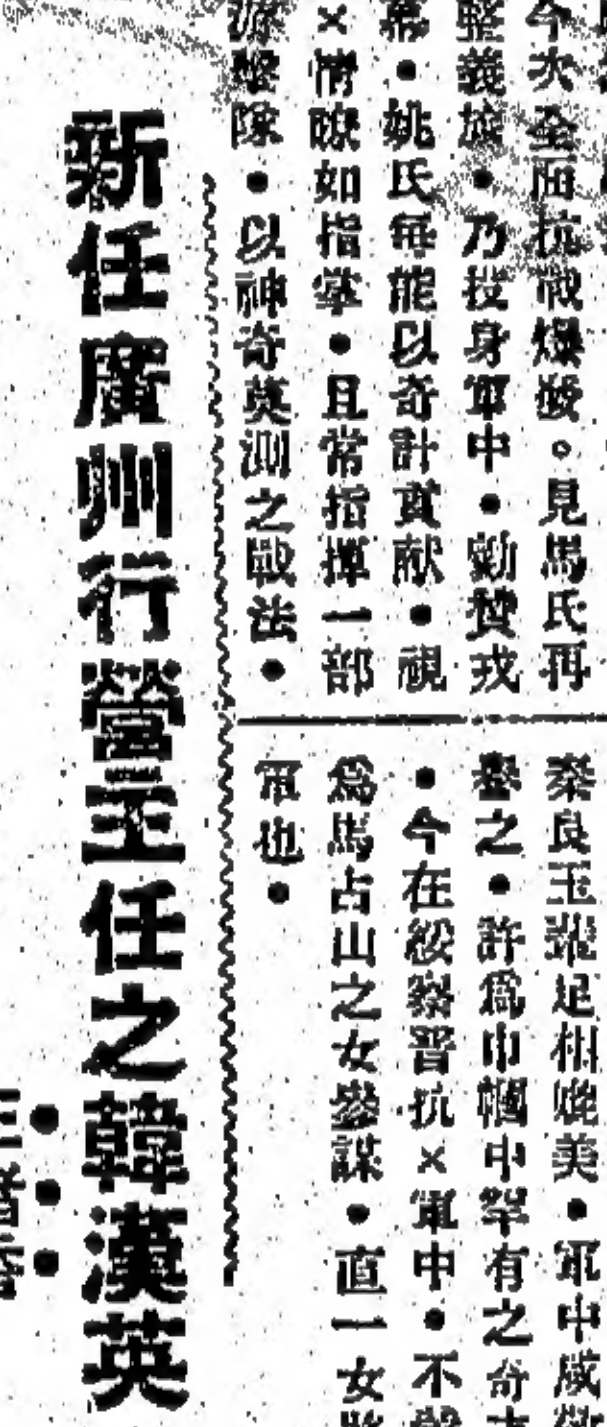 今次全面抗戰爆發。見馬氏再
整義旅•乃投身軍中•勷贊戎
幕•姚氏每能以奇計貢献•視
×情瞭如指掌•且常指揮一部
游擊隊•以神奇莫測之戰法•
秦良玉輩足相媲美•軍中咸
譽之•許爲巾幗中罕有之奇
•今在綏察晉抗×軍中•不
爲馬占山之女參謀•直一女
軍也•
新任廣州行營主任之韓漢英